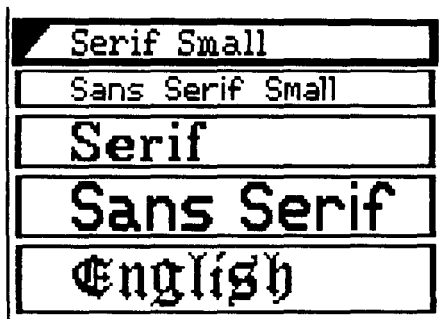 Serif Small
Sans Serif Small
Serif
Sans Serif
English